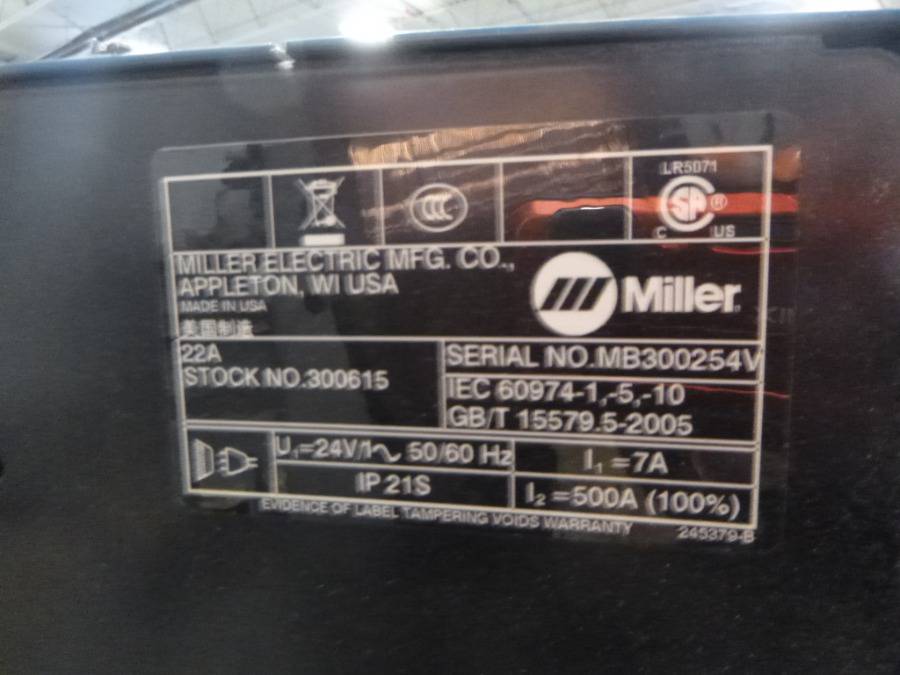 LR5071
CCC
SA®
C US
MILLER ELECTRIC MFG. CO.,
APPLETON, WI USA
MADE IN USA
美国制造
Miller
22A
STOCK NO.300615
SERIAL NO.MB300254V
IEC 60974-1,-5,-10
GB/T 15579.5-2005
U₁=24V/1~ 50/60 Hz
I₁=7A
IP 21S
I₂=500A (100%)
EVIDENCE OF LABEL TAMPERING VOIDS WARRANTY
245379-B